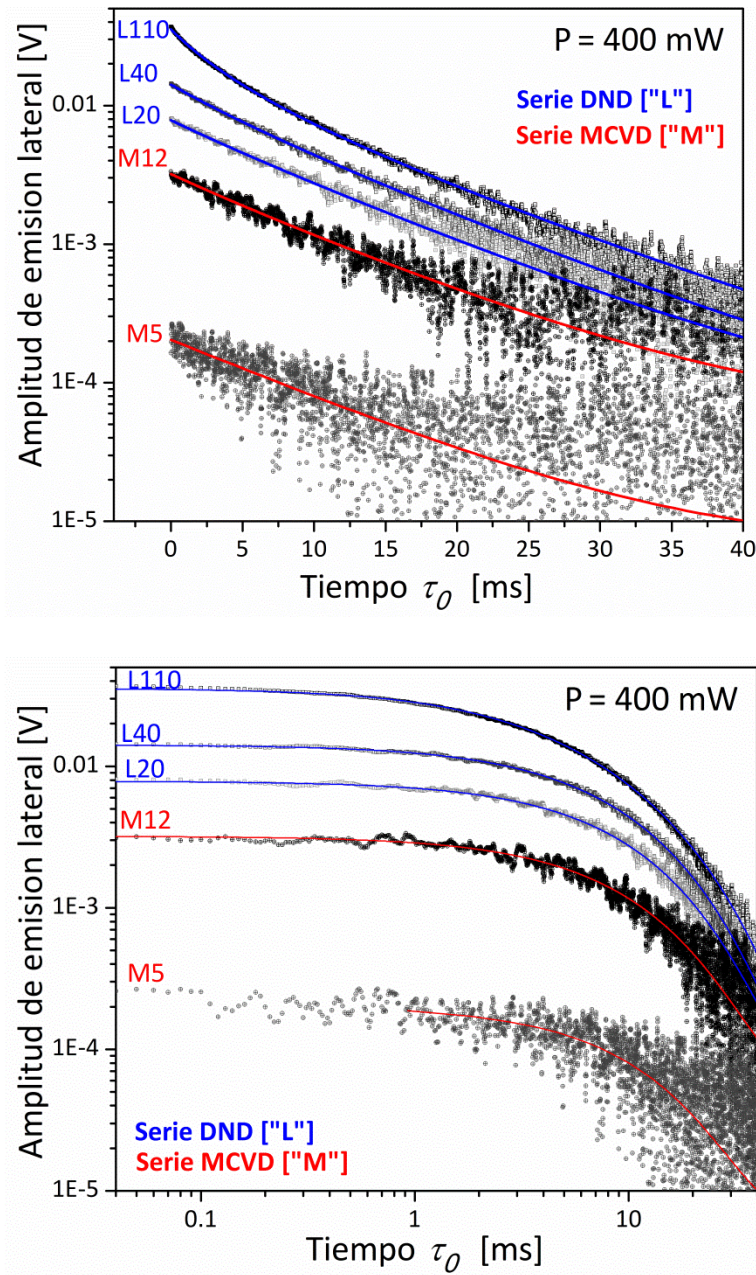 L110
P = 400 mW
L40
Serie DND ["L"]
L20
Serie MCVD ["M"]
M12
M5
0.01
1E-3
1E-4
1E-5
Amplitud de emision lateral [V]
0 5 10 15 20 25 30 35 40
Tiempo τ0 [ms]
L110
P = 400 mW
L40
L20
M12
M5
Serie DND ["L"]
Serie MCVD ["M"]
0.01
1E-3
1E-4
1E-5
Amplitud de emision lateral [V]
0.1 1 10
Tiempo τ0 [ms]